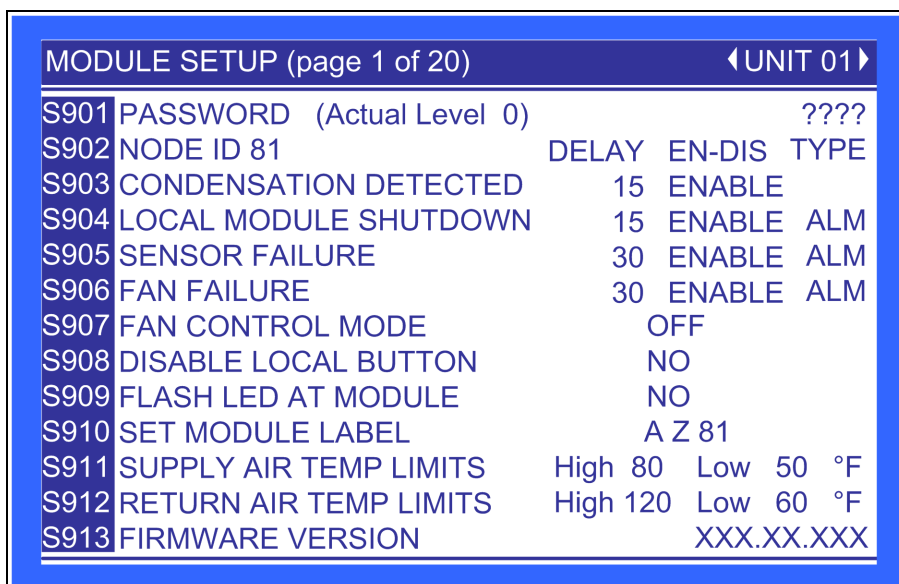 MODULE SETUP (page 1 of 20) UNIT 01
S901 PASSWORD (Actual Level 0) ????
S902 NODE ID 81 DELAY EN-DIS TYPE
S903 CONDENSATION DETECTED 15 ENABLE
S904 LOCAL MODULE SHUTDOWN 15 ENABLE ALM
S905 SENSOR FAILURE 30 ENABLE ALM
S906 FAN FAILURE 30 ENABLE ALM
S907 FAN CONTROL MODE OFF
S908 DISABLE LOCAL BUTTON NO
S909 FLASH LED AT MODULE NO
S910 SET MODULE LABEL A Z 81
S911 SUPPLY AIR TEMP LIMITS High 80 Low 50 °F
S912 RETURN AIR TEMP LIMITS High 120 Low 60 °F
S913 FIRMWARE VERSION XXX.XX.XXX